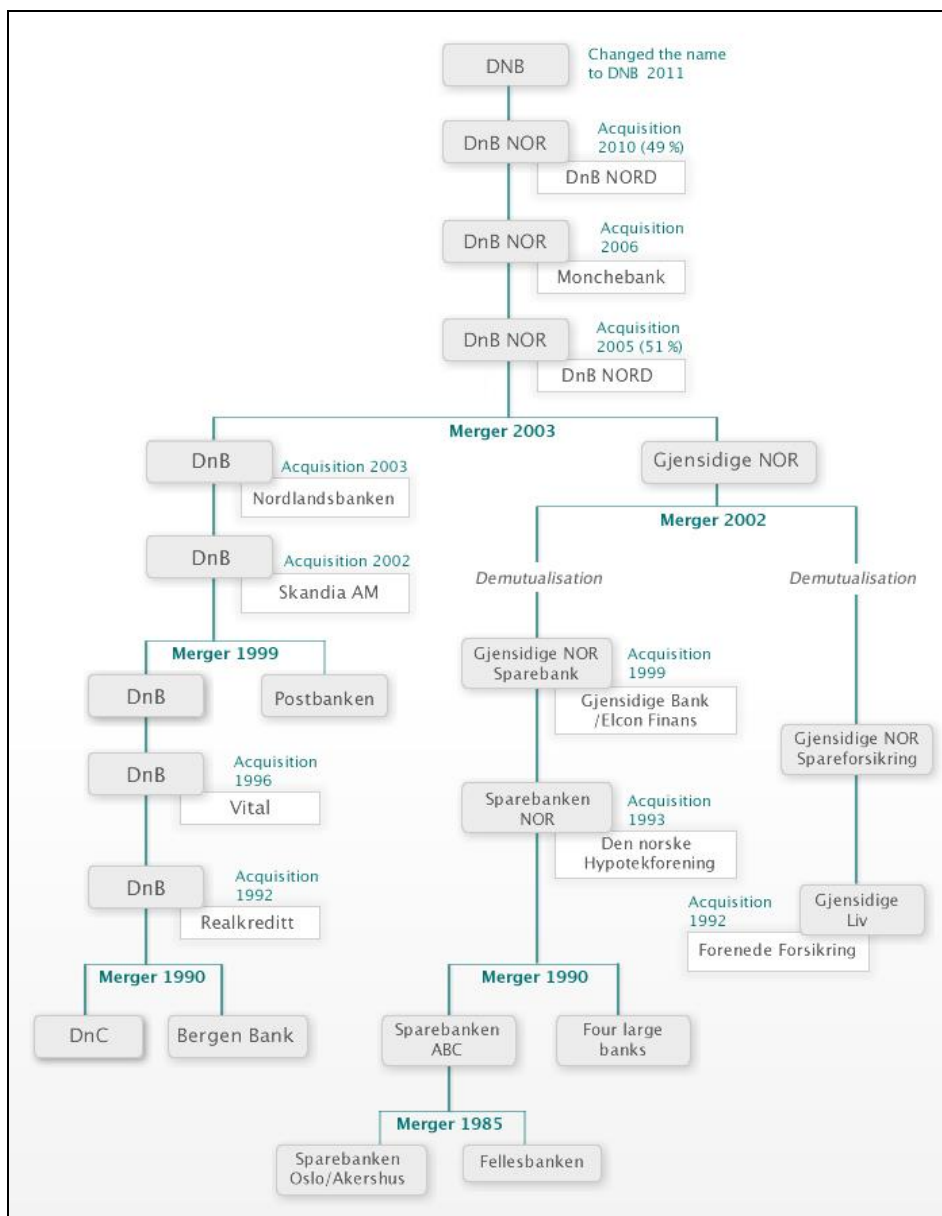 DNB
Changed the name
to DNB 2011
DnB NOR
Acquisition
2010 (49 %)
DnB NORD
DnB NOR
Acquisition
2006
Monchebank
DnB NOR
Acquisition
2005 (51 %)
DnB NORD
Merger 2003
DnB
Acquisition 2003
Nordlandsbanken
Gjensidige NOR
Merger 2002
DnB
Acquisition 2002
Skandia AM
Demutualisation
Demutualisation
Merger 1999
DnB
Postbanken
Gjensidige NOR
Sparebank
Acquisition
1999
Gjensidige Bank
/Elcon Finans
Gjensidige NOR
Spareforsikring
DnB
Acquisition
1996
Vital
Sparebanken
NOR
Acquisition
1993
Den norske
Hypotekforening
DnB
Acquisition
1992
Realkreditt
Gjensidige
Liv
Acquisition
1992
Forenede Forsikring
Merger 1990
DnC
Bergen Bank
Merger 1990
Sparebanken
ABC
Four large
banks
Merger 1985
Sparebanken
Oslo/Akershus
Fellesbanken